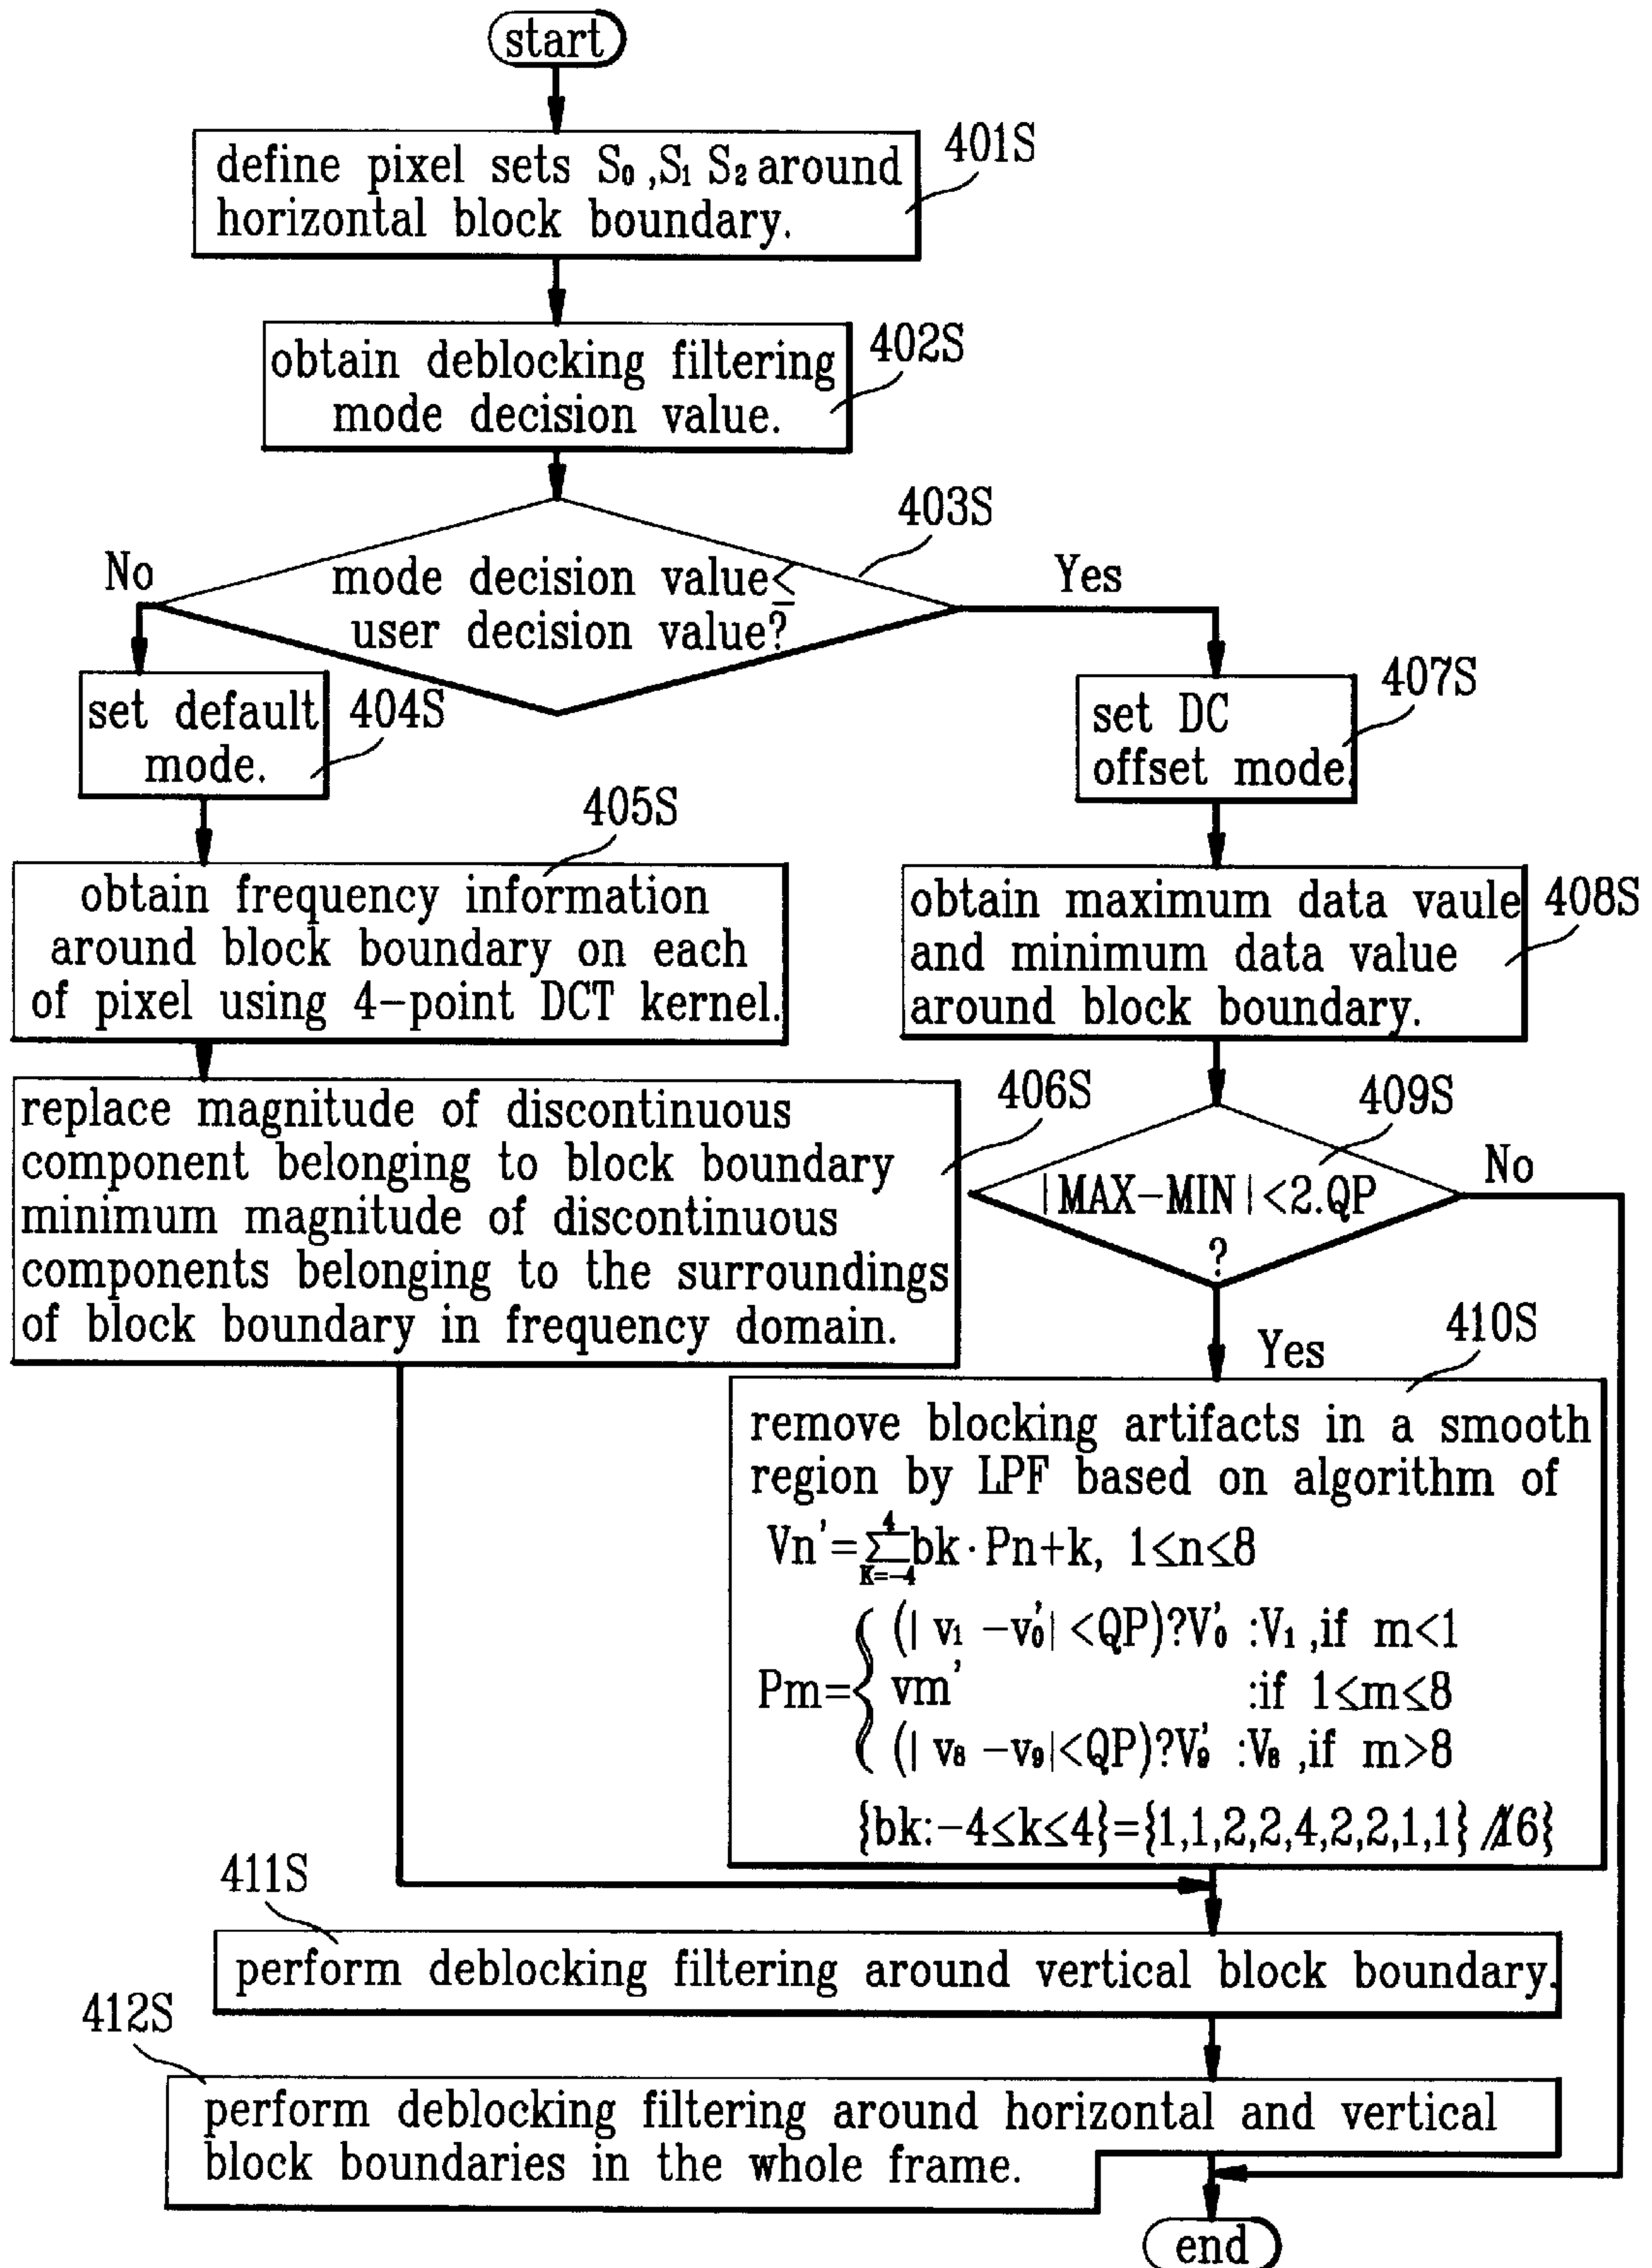 start
define pixel sets S₀ ,S₁ S₂ around
horizontal block boundary.
401S
obtain deblocking filtering
mode decision value.
402S
403S
mode decision value≤
user decision value?
No
Yes
set default
mode.
404S
set DC
offset mode.
407S
405S
obtain frequency information
around block boundary on each
of pixel using 4-point DCT kernel.
obtain maximum data vaule
and minimum data value
around block boundary.
408S
replace magnitude of discontinuous
component belonging to block boundary
minimum magnitude of discontinuous
components belonging to the surroundings
of block boundary in frequency domain.
406S
409S
|MAX-MIN|<2.QP
?
No
Yes
410S
remove blocking artifacts in a smooth
region by LPF based on algorithm of
Vn'=∑bk·Pn+k, 1≤n≤8
4
K=-4
Pm=
(| v₁ -v₀'| <QP)?V₀' :V₁ ,if m<1
vm' :if 1≤m≤8
(| v₈ -v₉|<QP)?V₉' :V₈ ,if m>8
{bk:-4≤k≤4}={1,1,2,2,4,2,2,1,1}//16}
411S
perform deblocking filtering around vertical block boundary.
412S
perform deblocking filtering around horizontal and vertical
block boundaries in the whole frame.
end